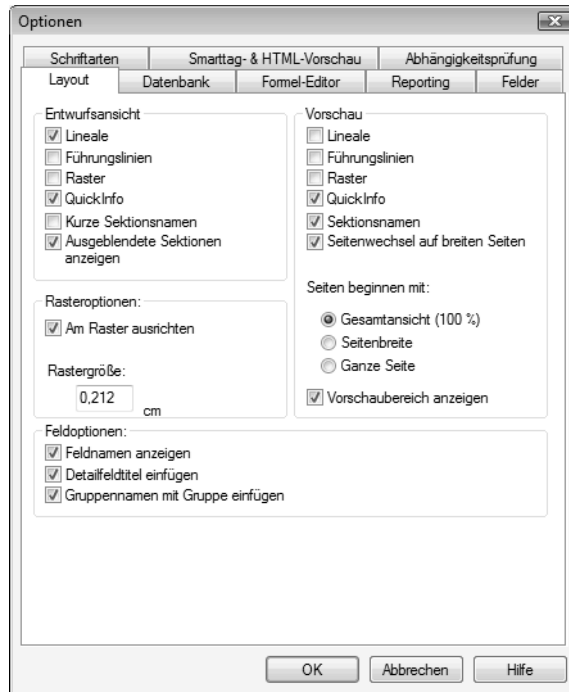 Optionen
Schriftarten
Smarttag- & HTML-Vorschau
Abhängigkeitsprüfung
Layout
Datenbank
Formel-Editor
Reporting
Felder
Entwurfsansicht
Lineale
Führungslinien
Raster
QuickInfo
Kurze Sektionsnamen
Ausgeblendete Sektionen
anzeigen
Vorschau
Lineale
Führungslinien
Raster
QuickInfo
Sektionsnamen
Seitenwechsel auf breiten Seiten
Seiten beginnen mit:
Gesamtansicht (100 %)
Seitenbreite
Ganze Seite
Vorschaubereich anzeigen
Rasteroptionen:
Am Raster ausrichten
Rastergröße:
0,212
cm
Feldoptionen:
Feldnamen anzeigen
Detailfeldtitel einfügen
Gruppennamen mit Gruppe einfügen
OK
Abbrechen
Hilfe